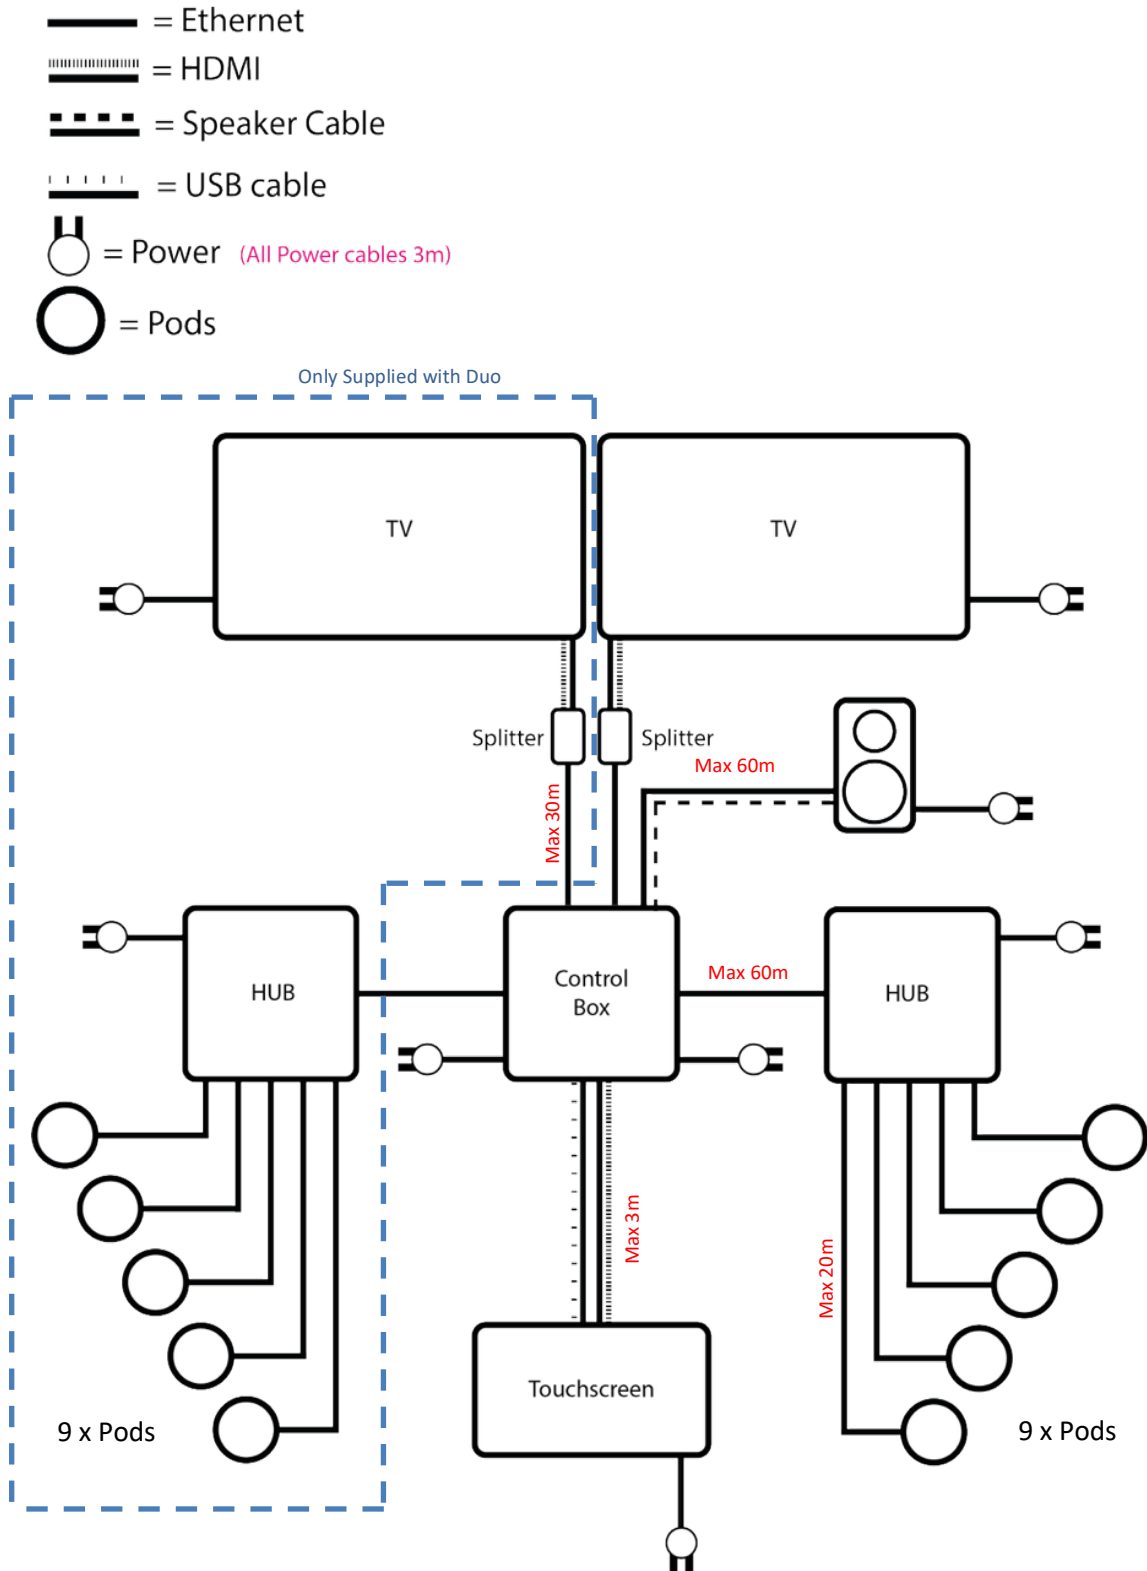 = Ethernet
= HDMI
= Speaker Cable
= USB cable
= Power (All Power cables 3m)
= Pods
Only Supplied with Duo
TV
TV
Splitter
Splitter
Max 60m
Max 30m
HUB
Control
Box
Max 60m
HUB
Max 3m
Max 20m
Touchscreen
9 x Pods
9 x Pods